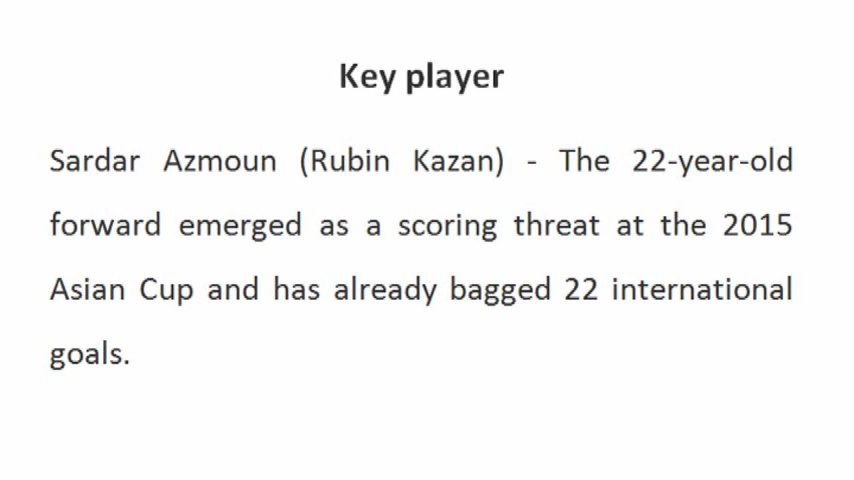 Key player
Sardar Azmoun (Rubin Kazan) - The 22-year-old
forward emerged as a scoring threat at the 2015
Asian Cup and has already bagged 22 international
goals.